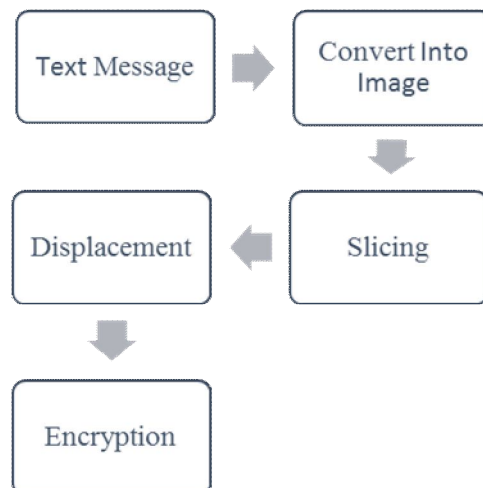 Text Message
Convert Into
Image
Displacement
Slicing
Encryption